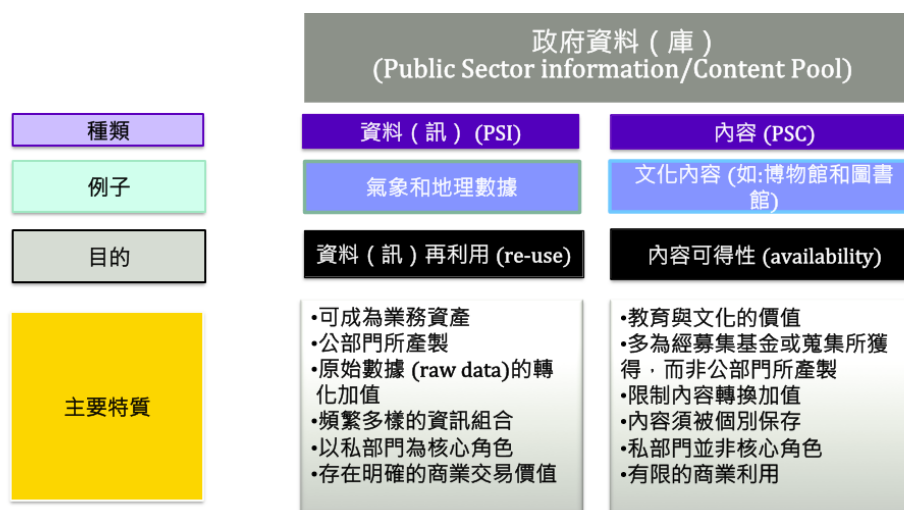 政府資料（庫）
(Public Sector information/Content Pool)
種類
資料（訊）(PSI)
內容 (PSC)
例子
氣象和地理數據
文化內容 (如:博物館和圖書
館)
目的
資料（訊）再利用 (re-use)
內容可得性 (availability)
主要特質
•可成為業務資產
•公部門所產製
•原始數據 (raw data)的轉
化加值
•頻繁多樣的資訊組合
•以私部門為核心角色
•存在明確的商業交易價值
•教育與文化的價值
•多為經募集基金或蒐集所獲
得，而非公部門所產製
•限制內容轉換加值
•內容須被個別保存
•私部門並非核心角色
•有限的商業利用